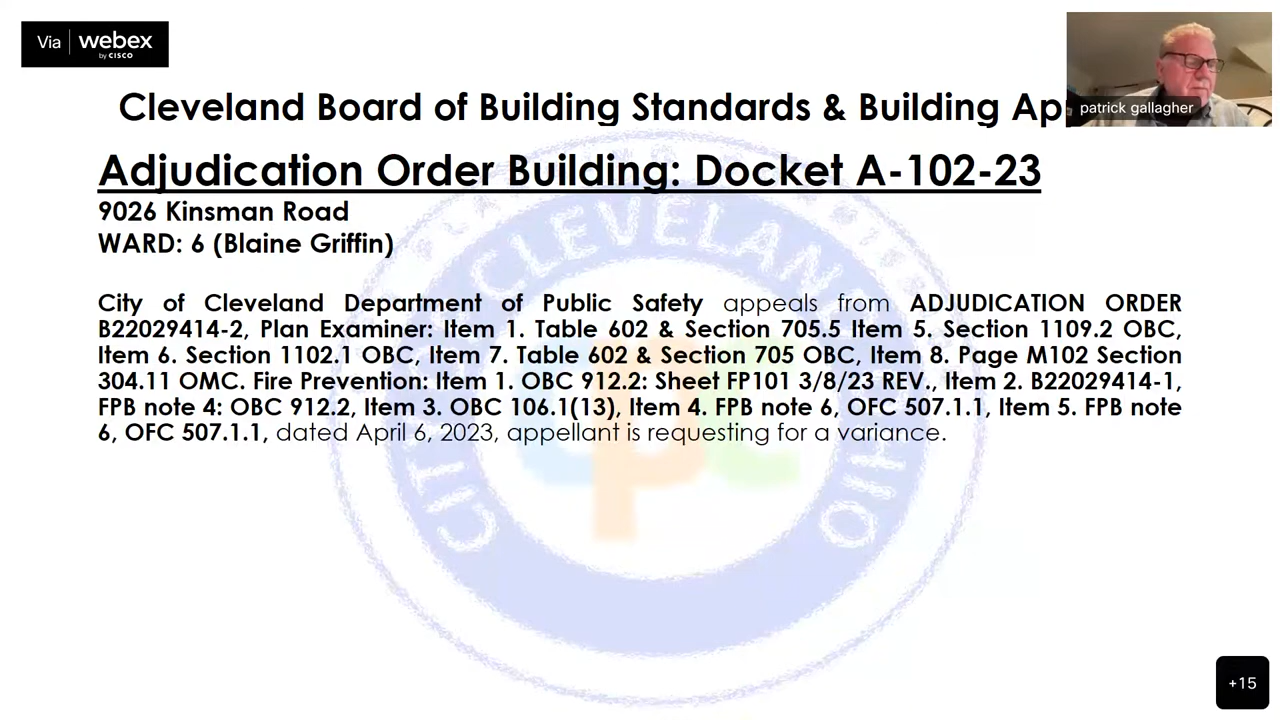 Via webex
by CISCO
patrick gallagher
Cleveland Board of Building Standards & Building Ap
Adjudication Order Building: Docket A-102-23
9026 Kinsman Road
WARD: 6 (Blaine Griffin)
City of Cleveland Department of Public Safety appeals from ADJUDICATION ORDER
B22029414-2, Plan Examiner: Item 1. Table 602 & Section 705.5 Item 5. Section 1109.2 OBC,
Item 6. Section 1102.1 OBC, Item 7. Table 602 & Section 705 OBC, Item 8. Page M102 Section
304.11 OMC. Fire Prevention: Item 1. OBC 912.2: Sheet FP101 3/8/23 REV., Item 2. B22029414-1,
FPB note 4: OBC 912.2, Item 3. OBC 106.1(13), Item 4. FPB note 6, OFC 507.1.1, Item 5. FPB note
6, OFC 507.1.1, dated April 6, 2023, appellant is requesting for a variance.
cpc
+15